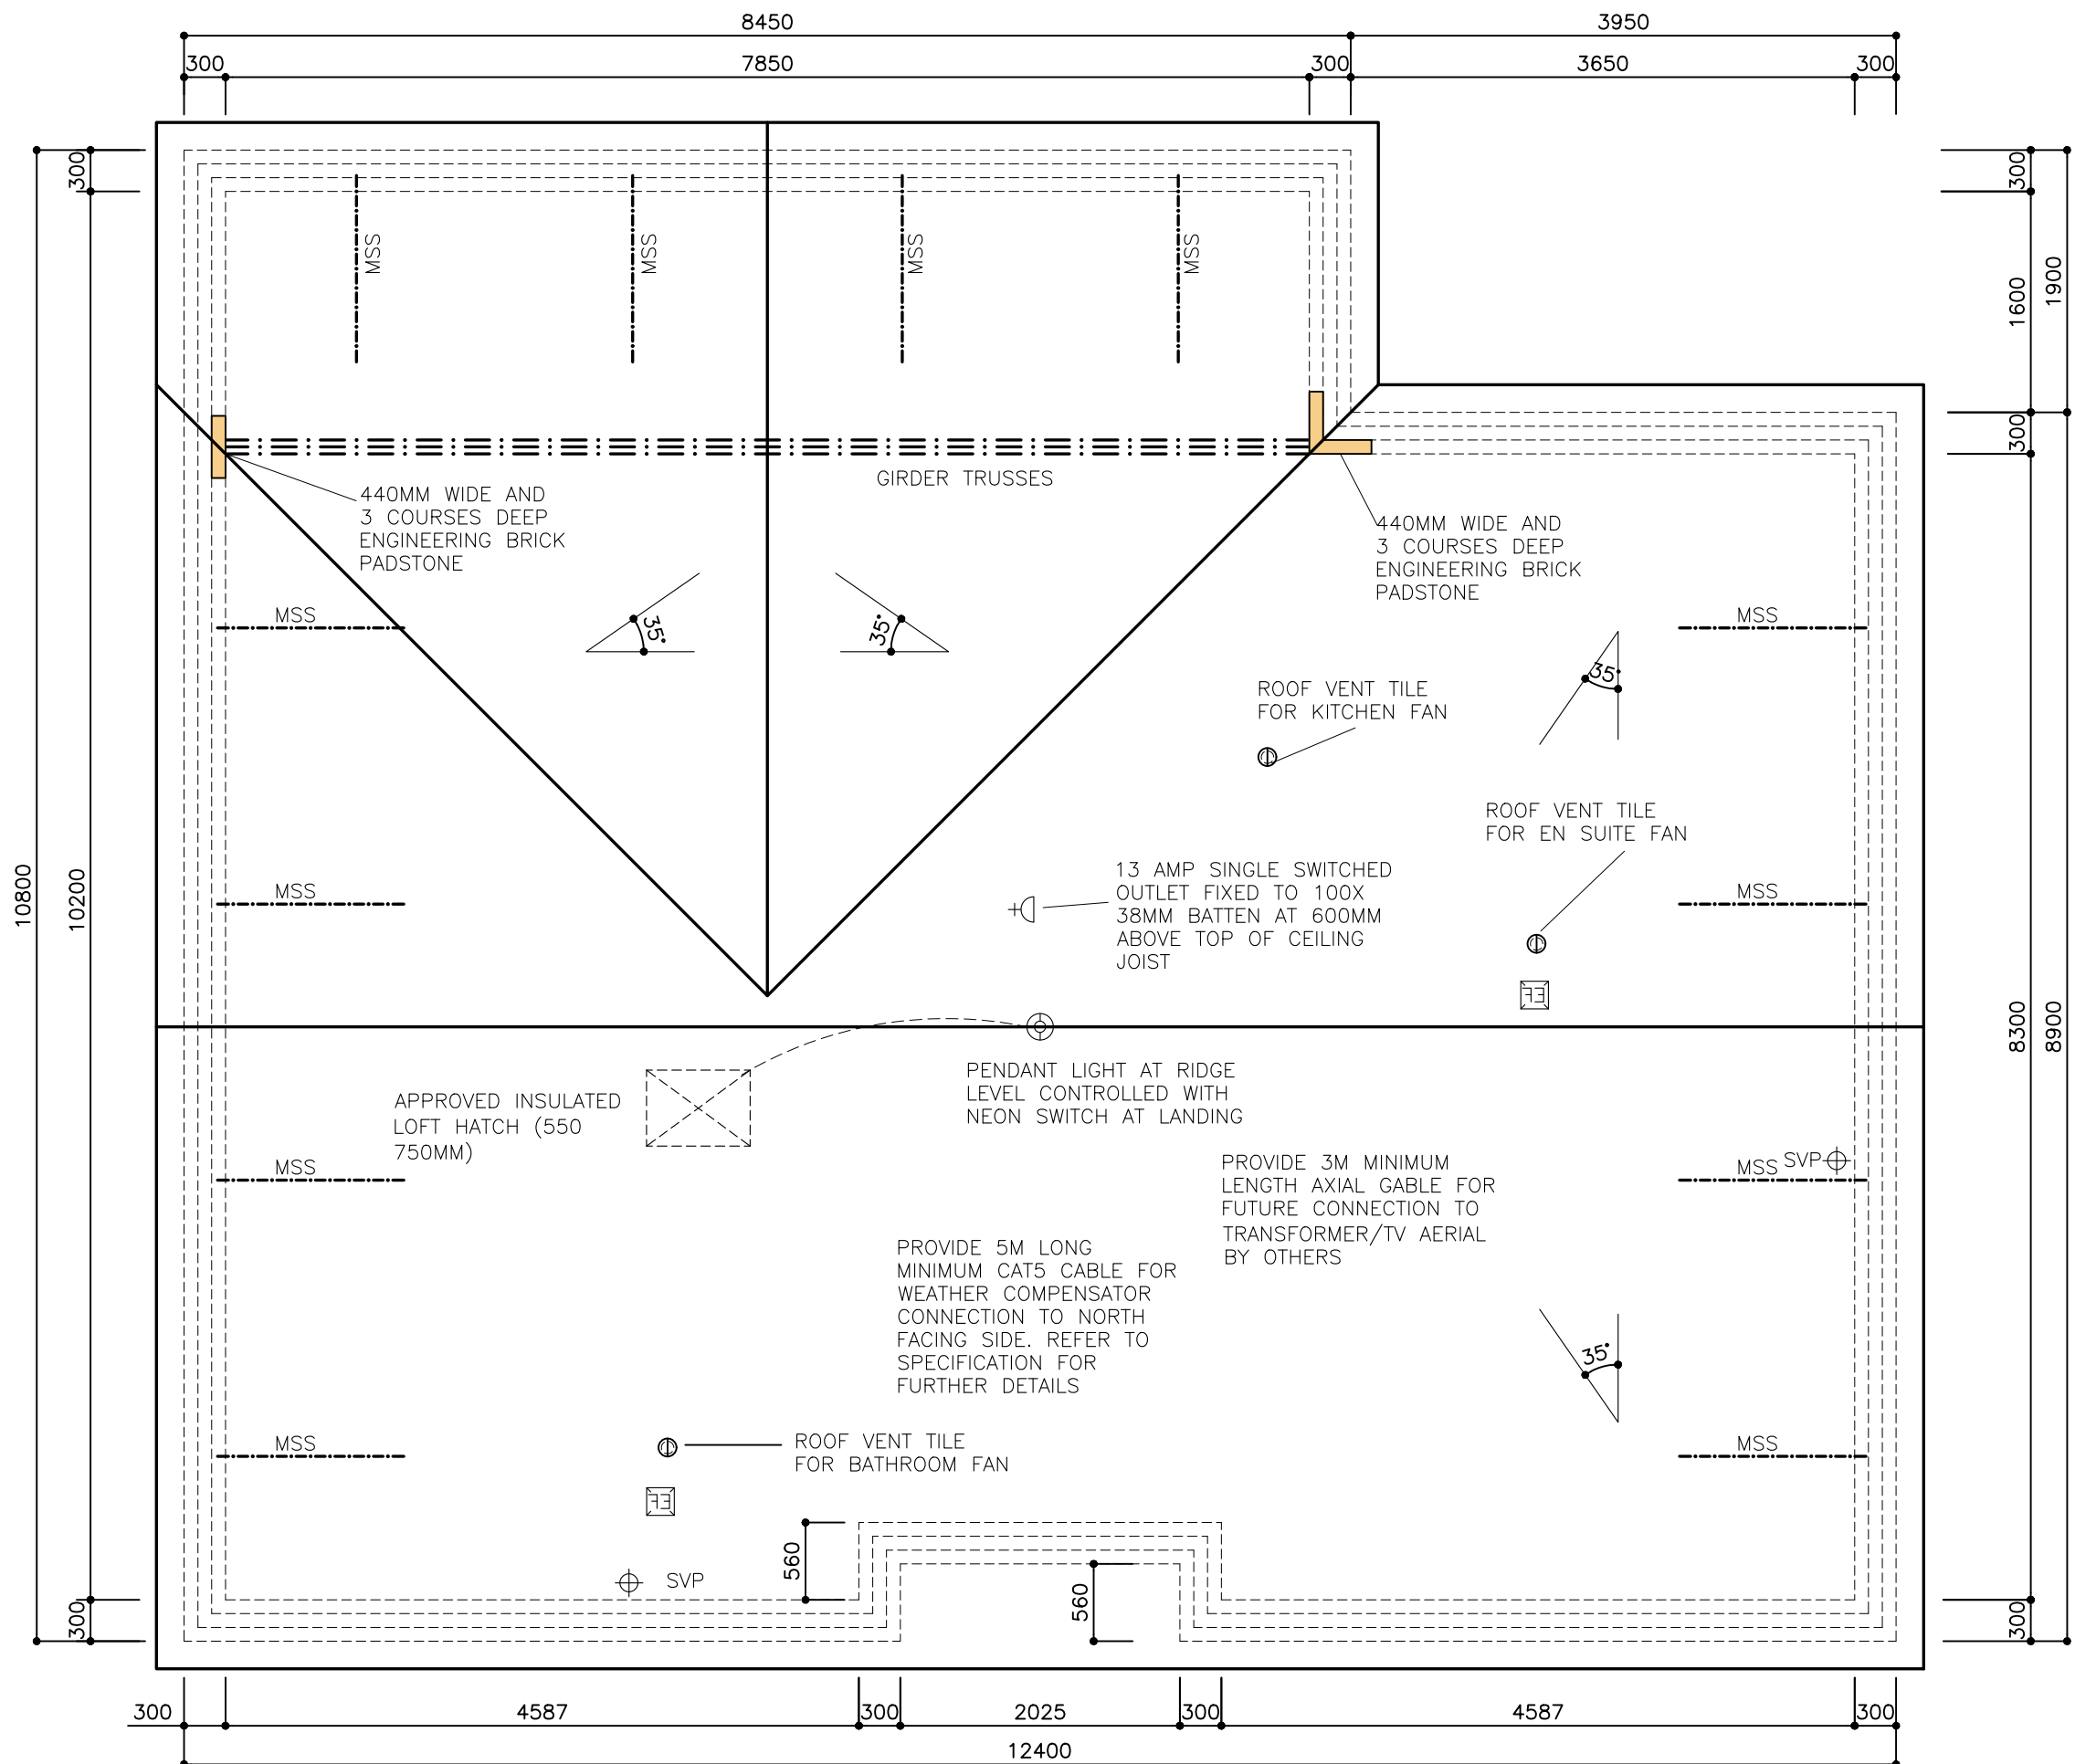 8450
3950
300
7850
300
3650
300
300
300
MSS
MSS
MSS
MSS
1600
1900
300
GIRDER TRUSSES
440MM WIDE AND
3 COURSES DEEP
ENGINEERING BRICK
PADSTONE
440MM WIDE AND
3 COURSES DEEP
ENGINEERING BRICK
PADSTONE
MSS
MSS
35°
35°
35°
ROOF VENT TILE
FOR KITCHEN FAN
ROOF VENT TILE
FOR EN SUITE FAN
10800
10200
MSS
13 AMP SINGLE SWITCHED
OUTLET FIXED TO 100X
38MM BATTEN AT 600MM
ABOVE TOP OF CEILING
JOIST
MSS
EF
8300
8900
PENDANT LIGHT AT RIDGE
LEVEL CONTROLLED WITH
NEON SWITCH AT LANDING
APPROVED INSULATED
LOFT HATCH (550
750MM)
MSS
PROVIDE 3M MINIMUM
LENGTH AXIAL GABLE FOR
FUTURE CONNECTION TO
TRANSFORMER/TV AERIAL
BY OTHERS
MSS
SVP
PROVIDE 5M LONG
MINIMUM CAT5 CABLE FOR
WEATHER COMPENSATOR
CONNECTION TO NORTH
FACING SIDE. REFER TO
SPECIFICATION FOR
FURTHER DETAILS
35°
MSS
ROOF VENT TILE
FOR BATHROOM FAN
MSS
EF
560
560
SVP
300
300
300
4587
300
2025
300
4587
300
12400